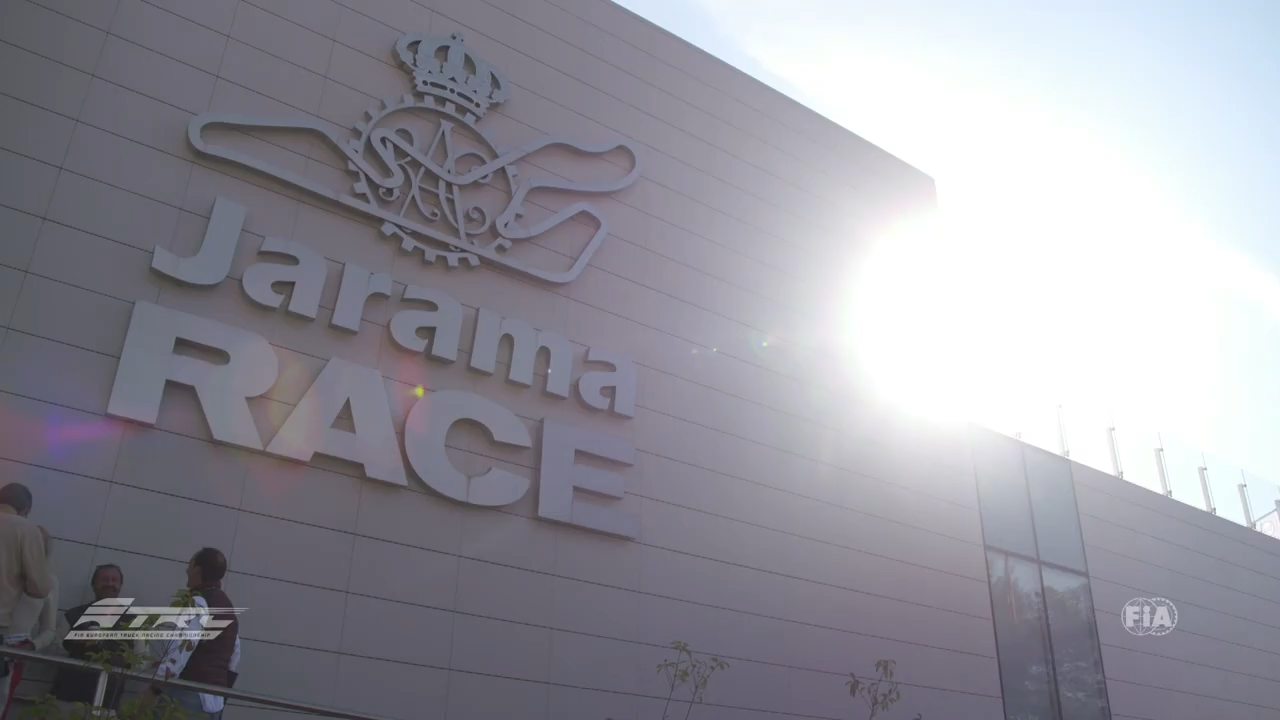 Jarama
RACE
ETRC
FIA EUROPEAN TRUCK RACING CHAMPIONSHIP
FIA